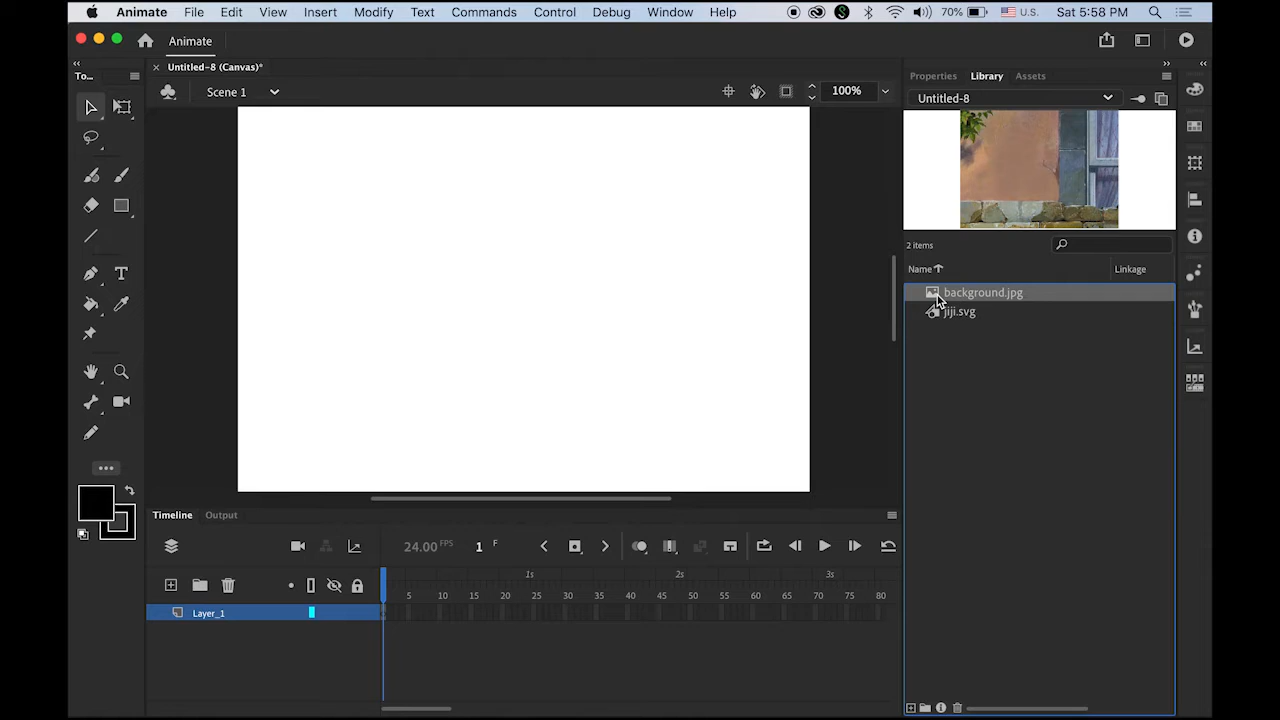 Animate File Edit View Insert Modify Text Commands Control Debug Window Help 70% U.S. Sat 5:58 PM
Animate
To... × Untitled-8 (Canvas)* Properties Library Assets
Scene 1 100% Untitled-8
2 items
Name Linkage
background.jpg
jiji.svg
T
Timeline Output
24.00 FPS 1 F
1s 2s 3s
5 10 15 20 25 30 35 40 45 50 55 60 65 70 75 80
Layer_1